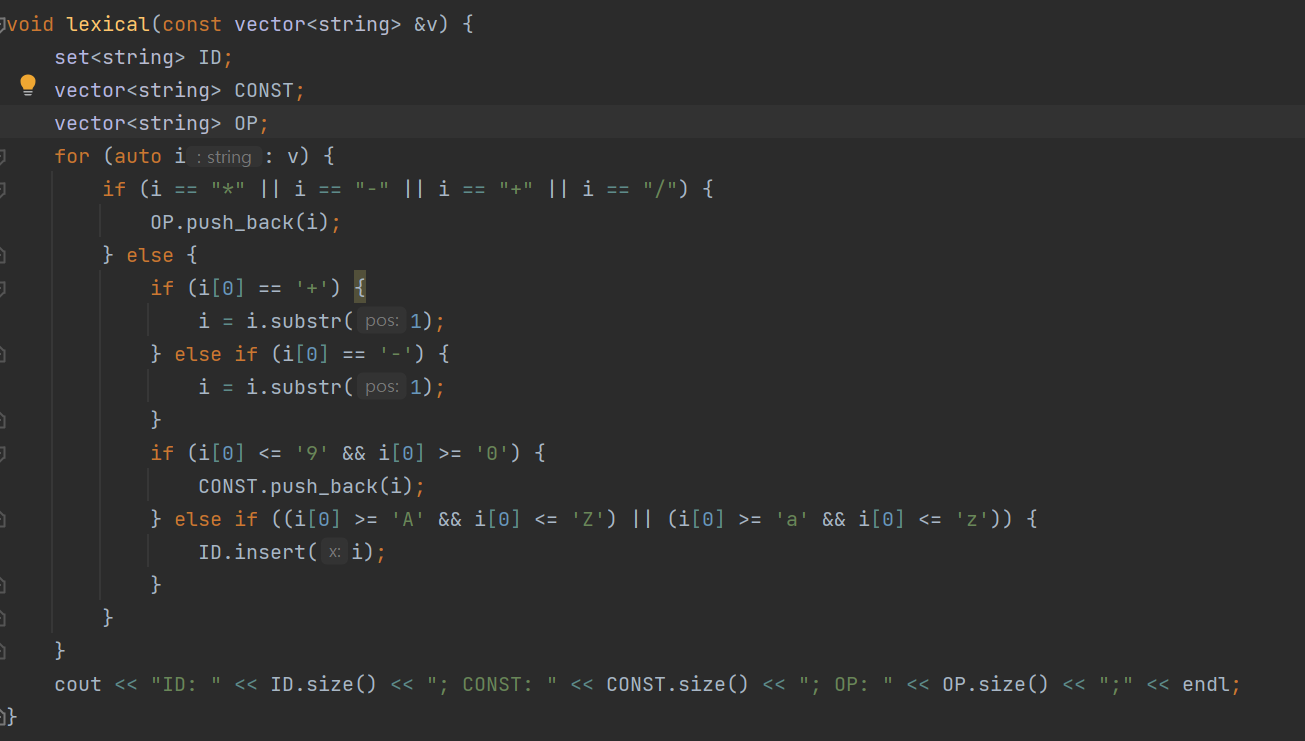 void lexical(const vector<string> &v) {
    set<string> ID;
    vector<string> CONST;
    vector<string> OP;
    for (auto i : string : v) {
        if (i == "*" || i == "-" || i == "+" || i == "/") {
            OP.push_back(i);
        } else {
            if (i[0] == '+') {
                i = i.substr( pos: 1);
            } else if (i[0] == '-') {
                i = i.substr( pos: 1);
            }
            if (i[0] <= '9' && i[0] >= '0') {
                CONST.push_back(i);
            } else if ((i[0] >= 'A' && i[0] <= 'Z') || (i[0] >= 'a' && i[0] <= 'z')) {
                ID.insert( x: i);
            }
        }
    }
    cout << "ID: " << ID.size() << "; CONST: " << CONST.size() << "; OP: " << OP.size() << ";" << endl;
}